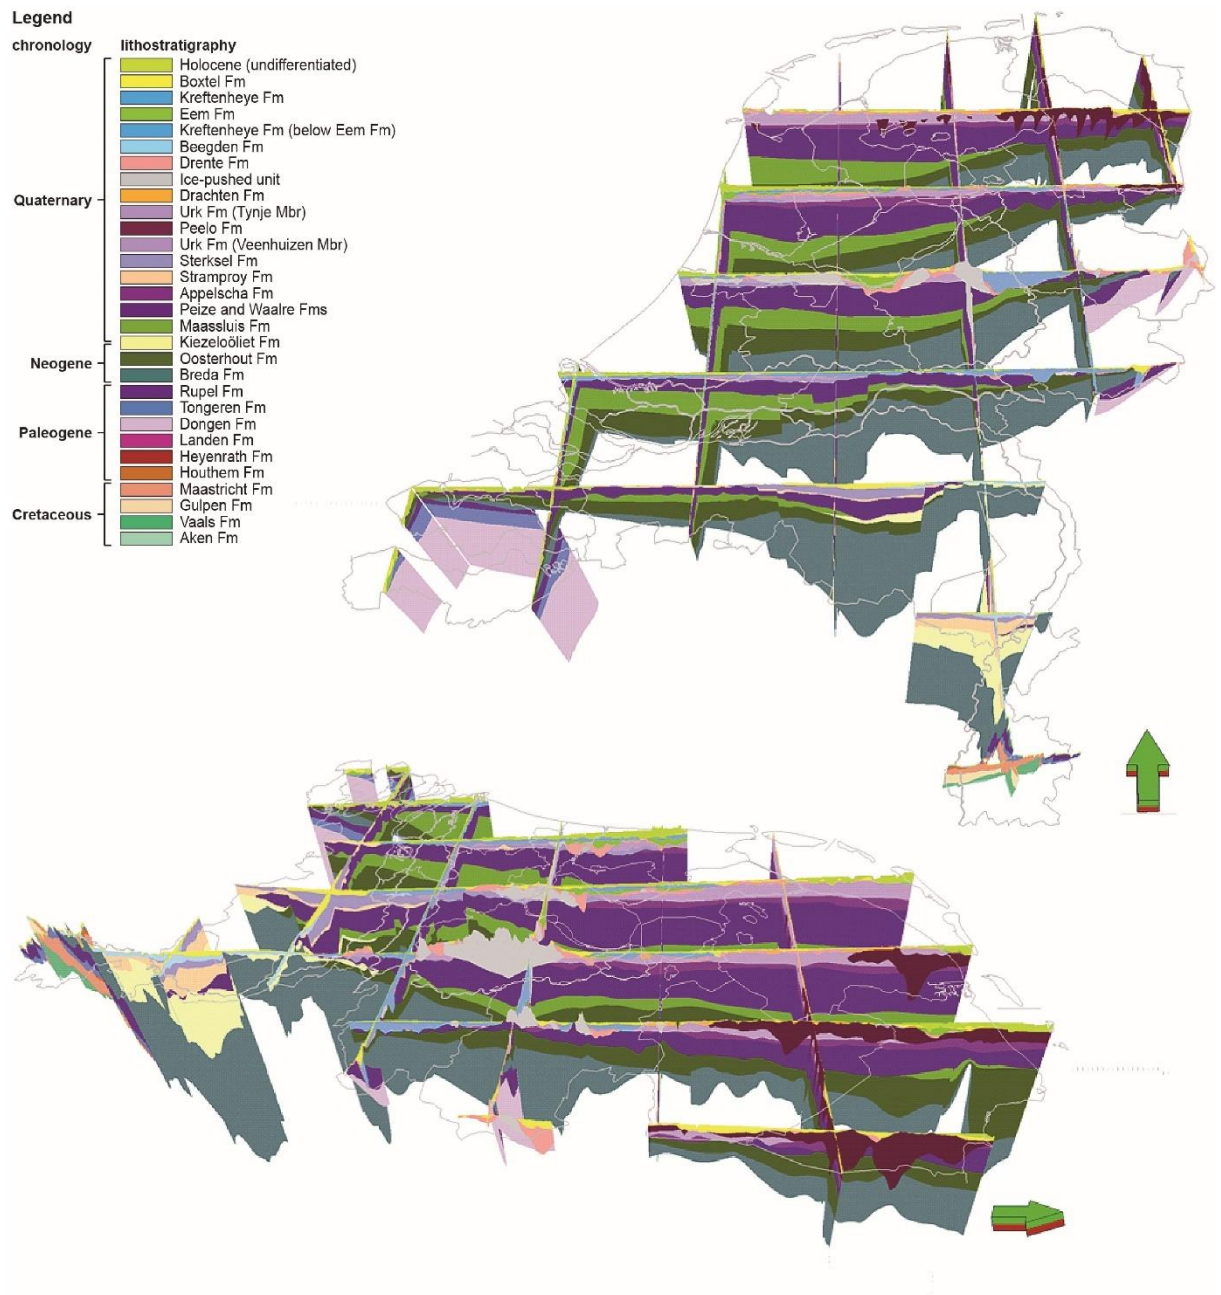 Legend
chronology lithostratigraphy
Holocene (undifferentiated)
Boxtel Fm
Kreftenheye Fm
Eem Fm
Kreftenheye Fm (below Eem Fm)
Beegden Fm
Drente Fm
Ice-pushed unit
Drachten Fm
Quaternary
Urk Fm (Tynje Mbr)
Peelo Fm
Urk Fm (Veenhuizen Mbr)
Sterksel Fm
Stramproy Fm
Appelscha Fm
Peize and Waalre Fms
Maassluis Fm
Kiezeloöliet Fm
Neogene
Oosterhout Fm
Breda Fm
Rupel Fm
Tongeren Fm
Paleogene
Dongen Fm
Landen Fm
Heyenrath Fm
Houthem Fm
Maastricht Fm
Gulpen Fm
Cretaceous
Vaals Fm
Aken Fm